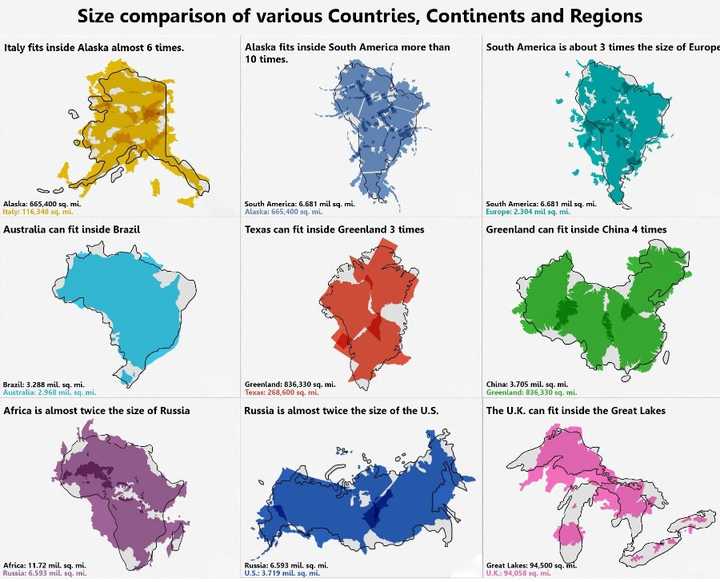 Size comparison of various Countries, Continents and Regions
Italy fits inside Alaska almost 6 times.
Alaska: 665,400 sq. mi.
Italy: 116,348 sq. mi.
Alaska fits inside South America more than
10 times.
South America: 6.681 mil sq. mi.
Alaska: 665,400 sq. mi.
South America is about 3 times the size of Europe
South America: 6.681 mil sq. mi.
Europe: 2.304 mil sq. mi.
Australia can fit inside Brazil
Brazil: 3.288 mil. sq. mi.
Australia: 2.968 mil. sq. mi.
Texas can fit inside Greenland 3 times
Greenland: 836,330 sq. mi.
Texas: 268,600 sq. mi.
Greenland can fit inside China 4 times
China: 3.705 mil. sq. mi.
Greenland: 836,330 sq. mi.
Africa is almost twice the size of Russia
Africa: 11.72 mil. sq. mi.
Russia: 6.593 mil. sq. mi.
Russia is almost twice the size of the U.S.
Russia: 6.593 mil. sq. mi.
U.S.: 3.719 mil. sq. mi.
The U.K. can fit inside the Great Lakes
Great Lakes: 94,500 sq. mi.
U.K.: 94,058 sq. mi.